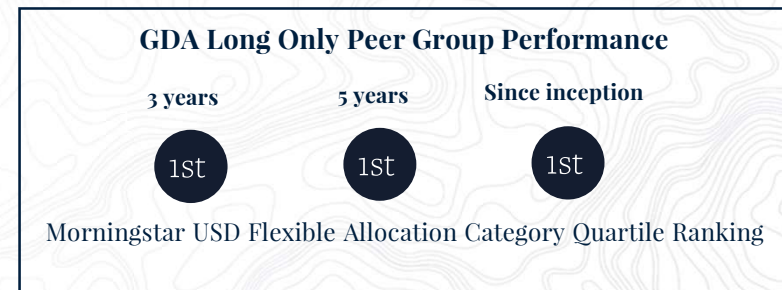 GDA Long Only Peer Group Performance
3 years 5 years Since inception
1st 1st 1st
Morningstar USD Flexible Allocation Category Quartile Ranking